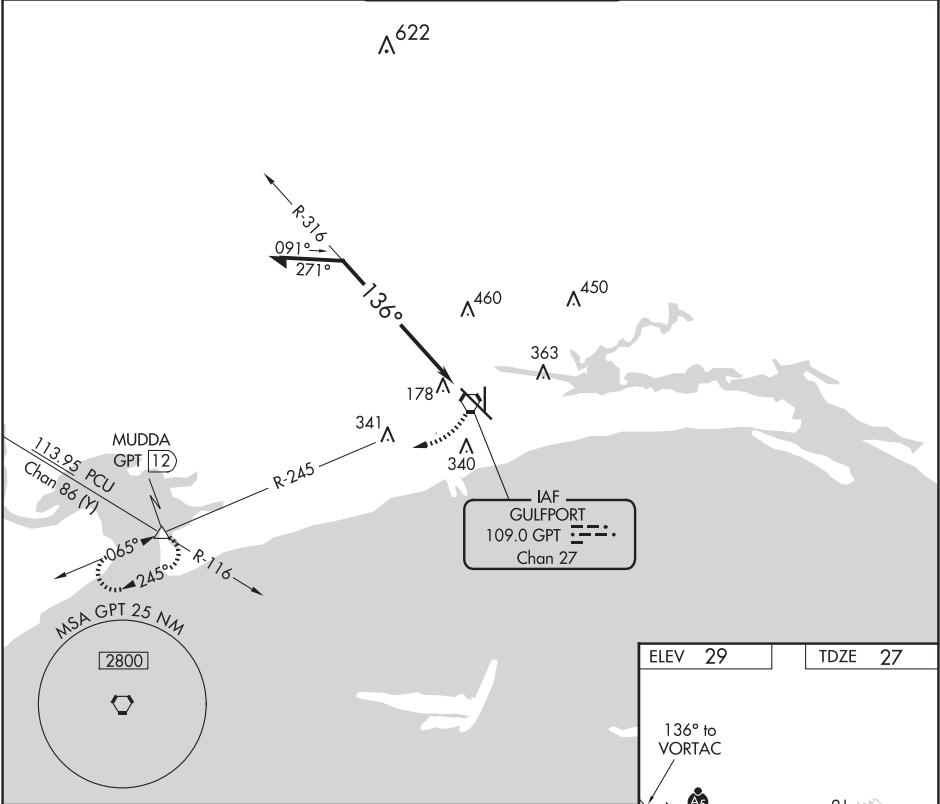 622
R-316
091°
271°
136°
460
450
363
178
341
340
MUDDA
GPT 12
113.95 PCU
Chan 86 (Y)
R-245
065°
245°
R-116
IAF
GULFPORT
109.0 GPT
Chan 27
MSA GPT 25 NM
2800
ELEV 29
TDZE 27
136° to
VORTAC